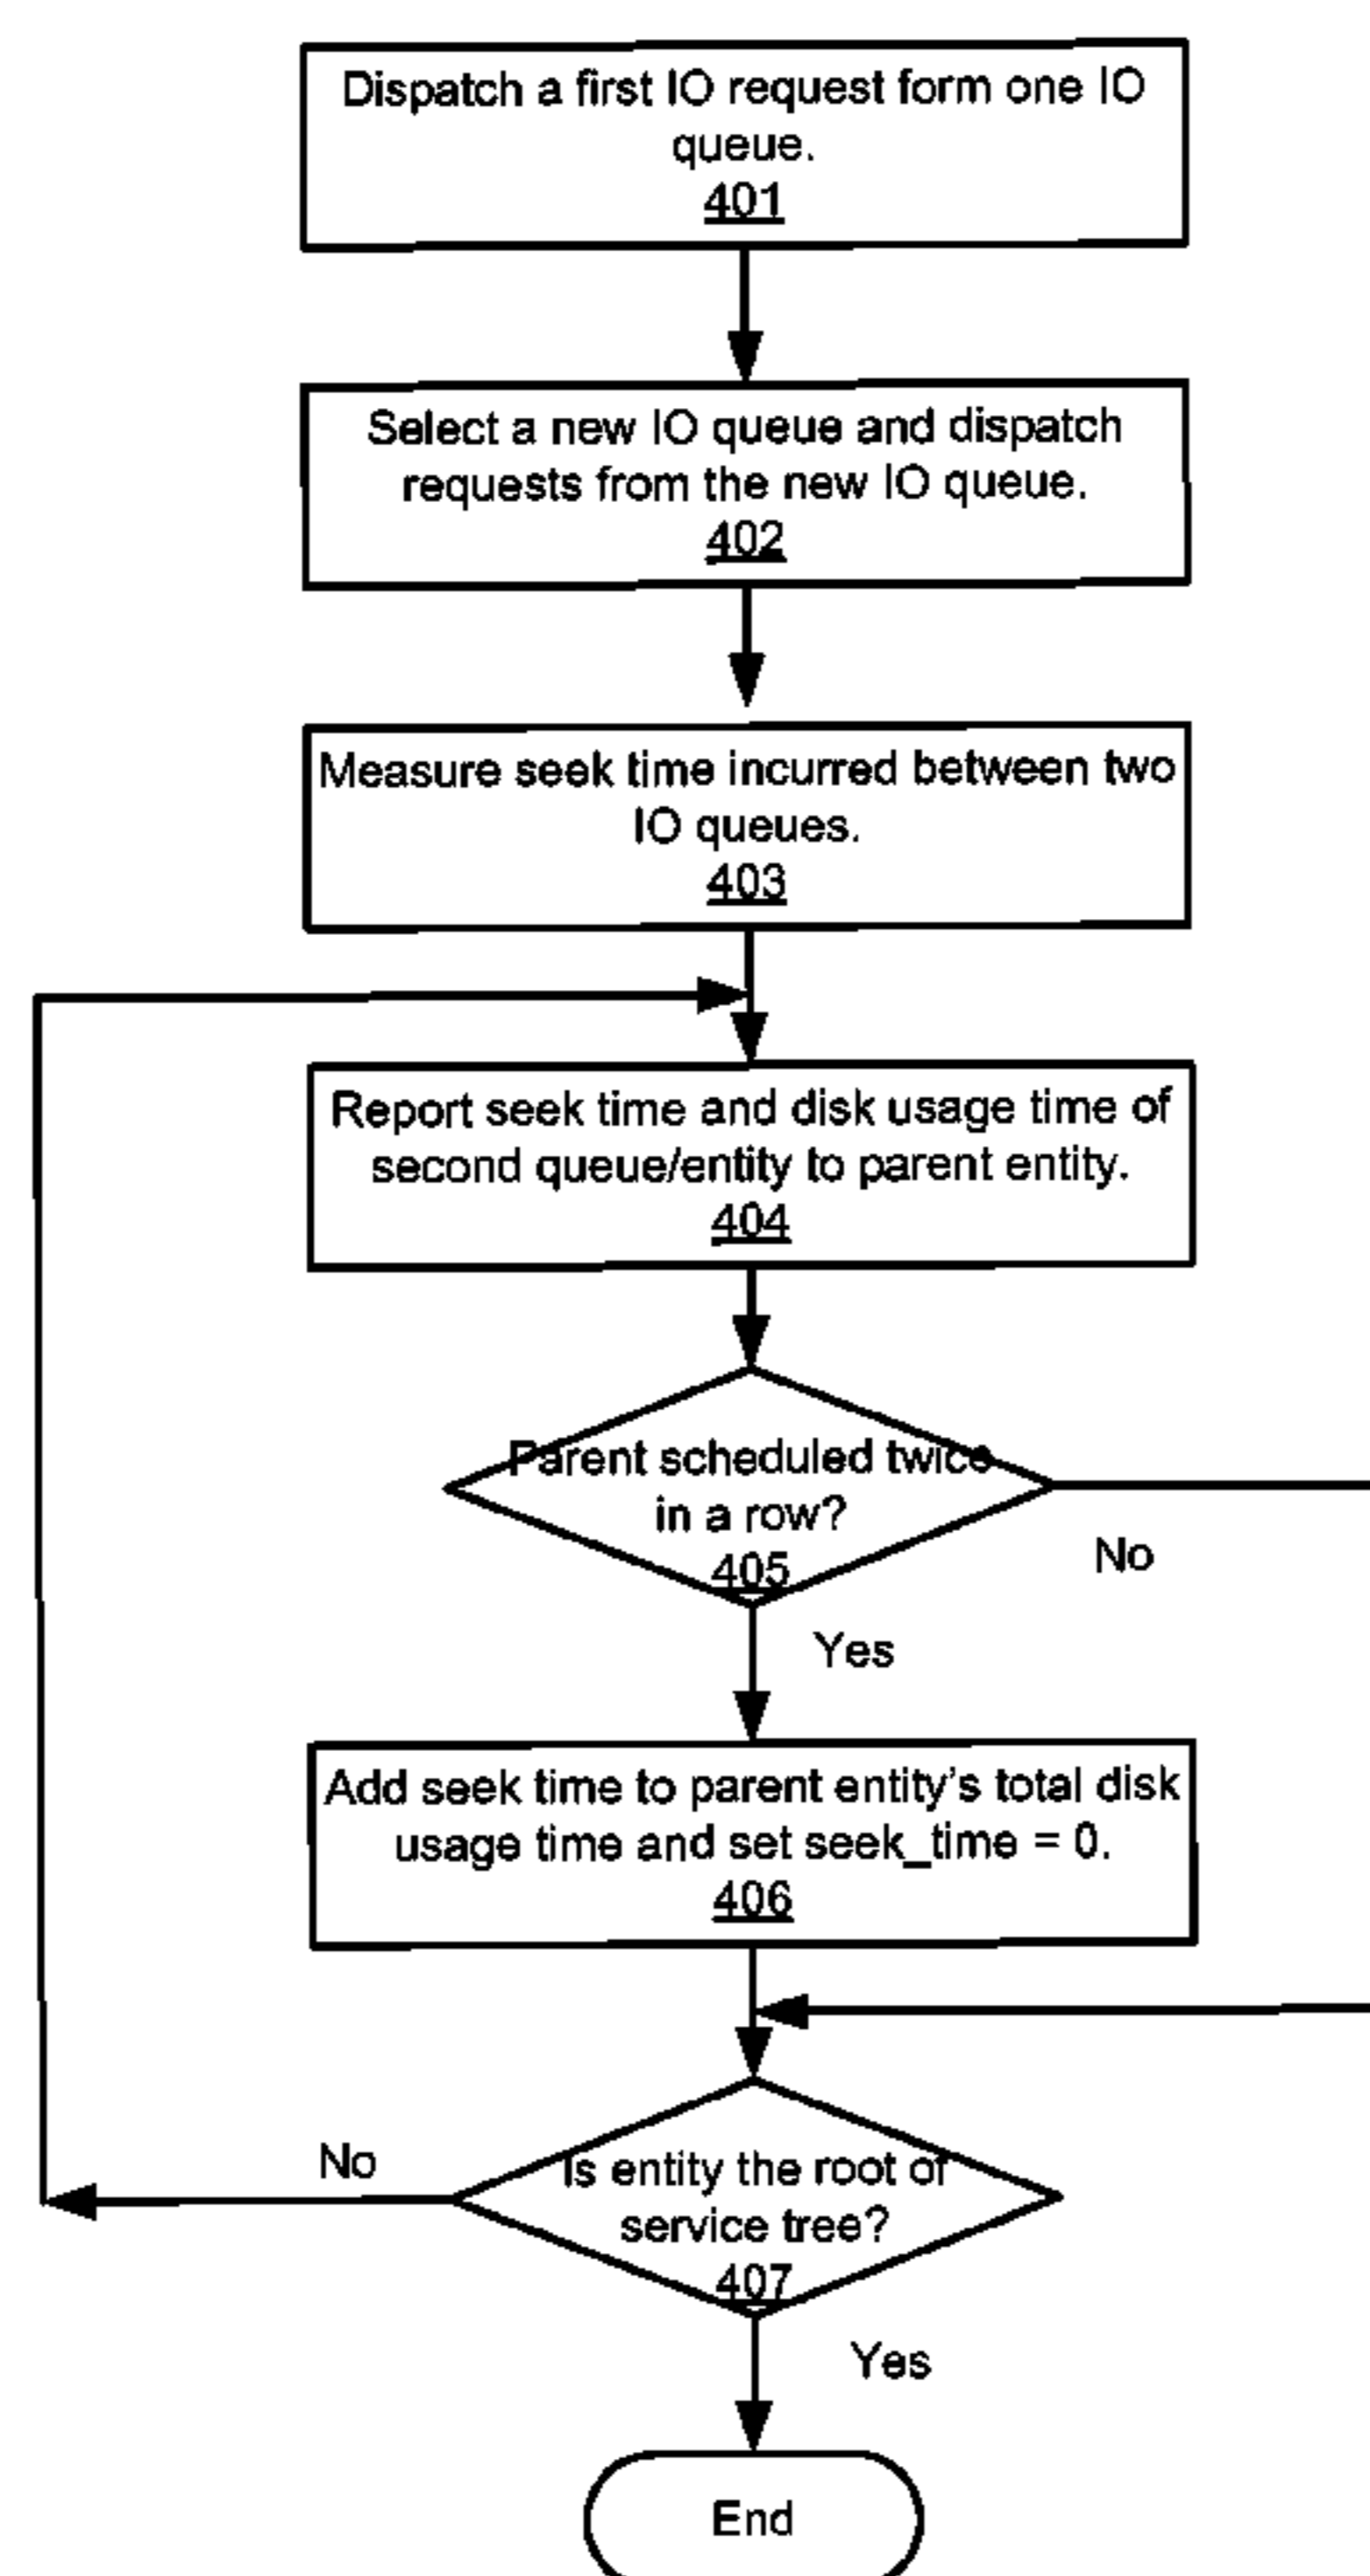 Dispatch a first IO request form one IO
queue.
401
Select a new IO queue and dispatch
requests from the new IO queue.
402
Measure seek time incurred between two
IO queues.
403
Report seek time and disk usage time of
second queue/entity to parent entity.
404
Parent scheduled twice
in a row?
405
No
Yes
Add seek time to parent entity's total disk
usage time and set seek_time = 0.
406
No
Is entity the root of
service tree?
407
Yes
End